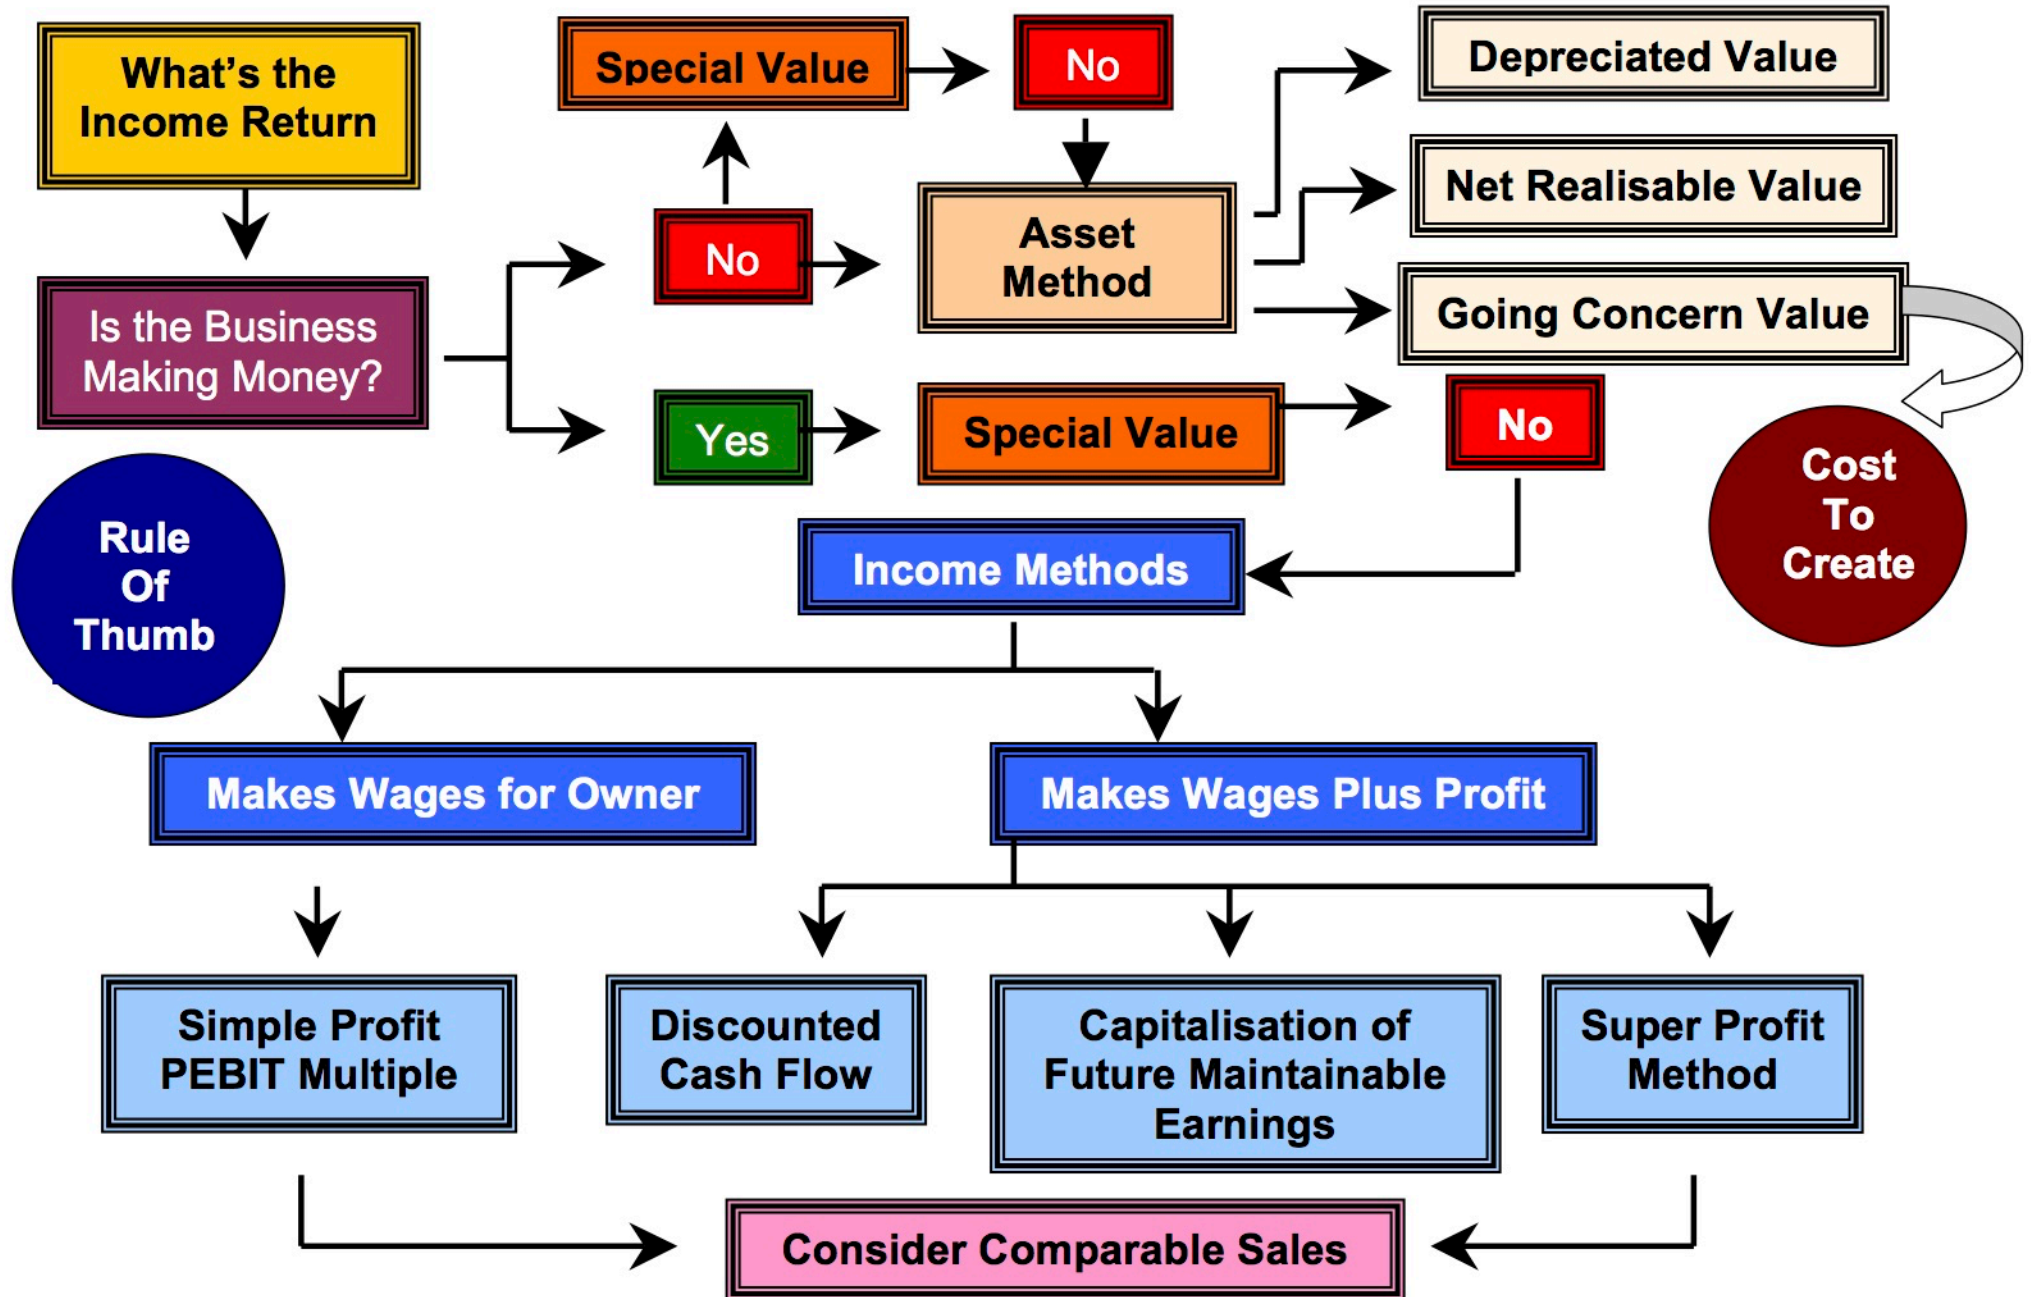 What's the
Income Return
Special Value
No
Depreciated Value
Net Realisable Value
No
Asset
Method
Is the Business
Making Money?
Going Concern Value
Yes
Special Value
No
Cost
To
Create
Rule
Of
Thumb
Income Methods
Makes Wages for Owner
Makes Wages Plus Profit
Simple Profit
PEBIT Multiple
Discounted
Cash Flow
Capitalisation of
Future Maintainable
Earnings
Super Profit
Method
Consider Comparable Sales